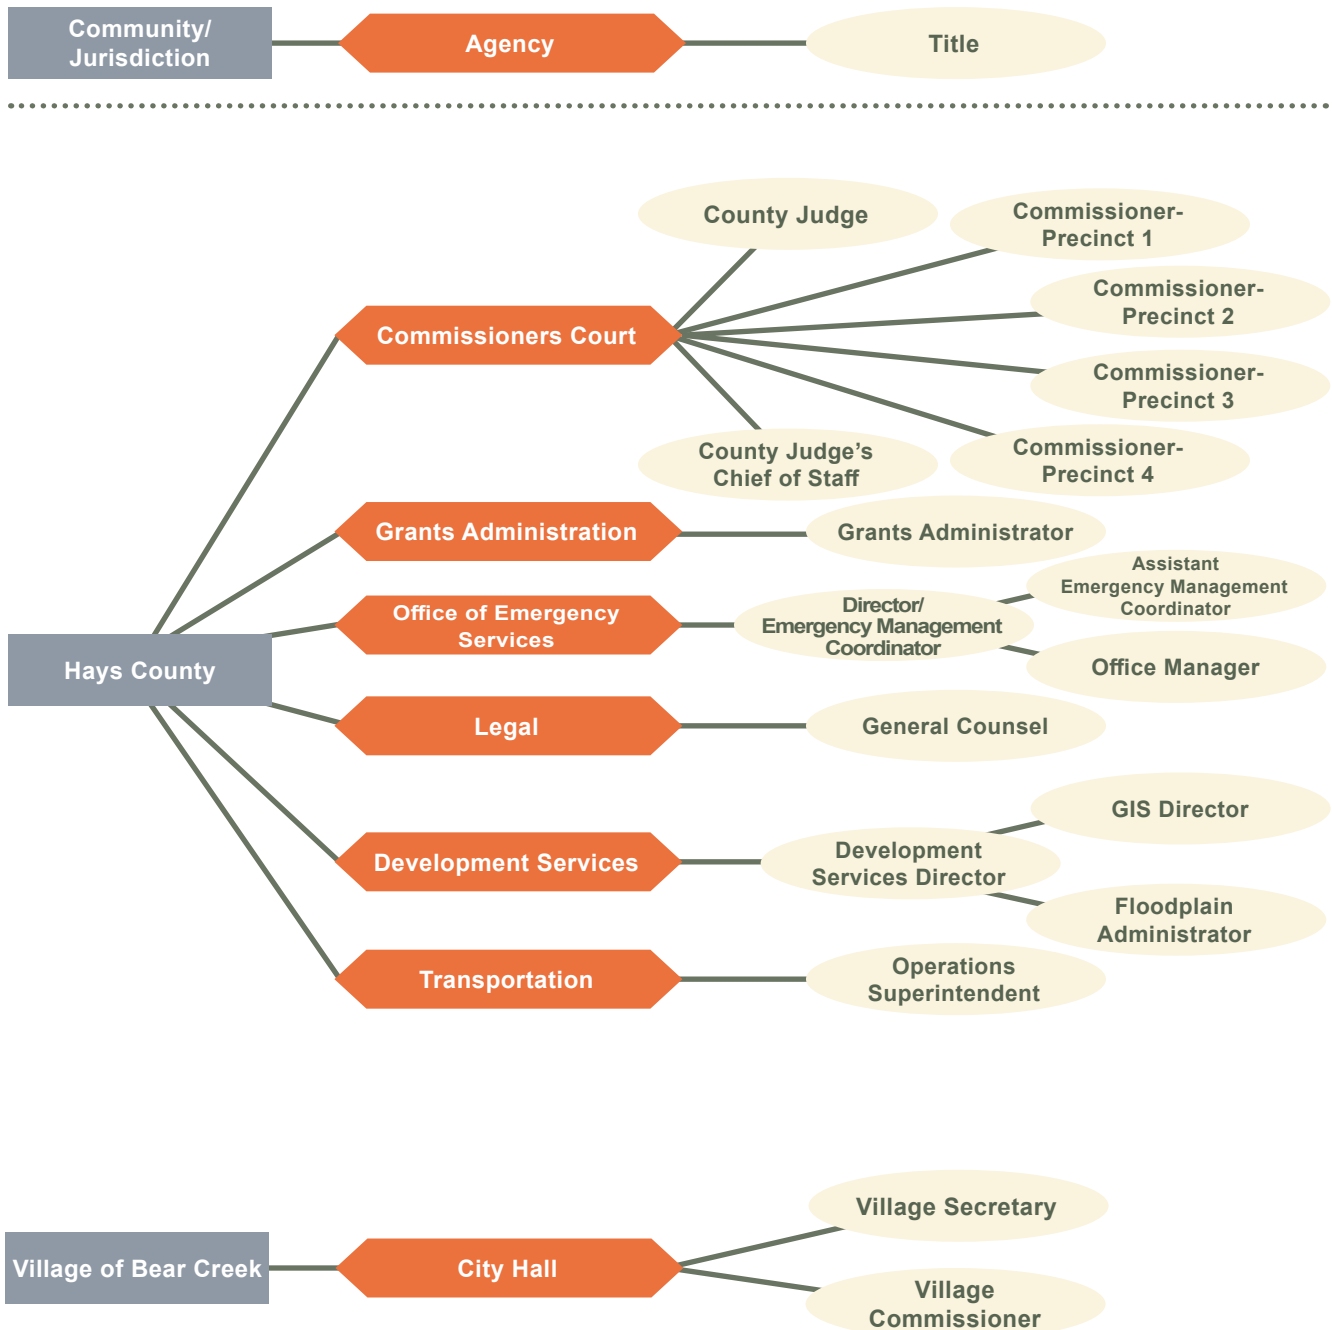 Community/
Jurisdiction
Agency
Title
County Judge
Commissioner-
Precinct 1
Commissioner-
Precinct 2
Commissioners Court
Commissioner-
Precinct 3
Commissioner-
Precinct 4
County Judge’s
Chief of Staff
Grants Administration
Grants Administrator
Office of Emergency
Services
Director/
Emergency Management
Coordinator
Assistant
Emergency Management
Coordinator
Office Manager
Hays County
Legal
General Counsel
Development Services
Development
Services Director
GIS Director
Floodplain
Administrator
Transportation
Operations
Superintendent
Village of Bear Creek
City Hall
Village Secretary
Village
Commissioner